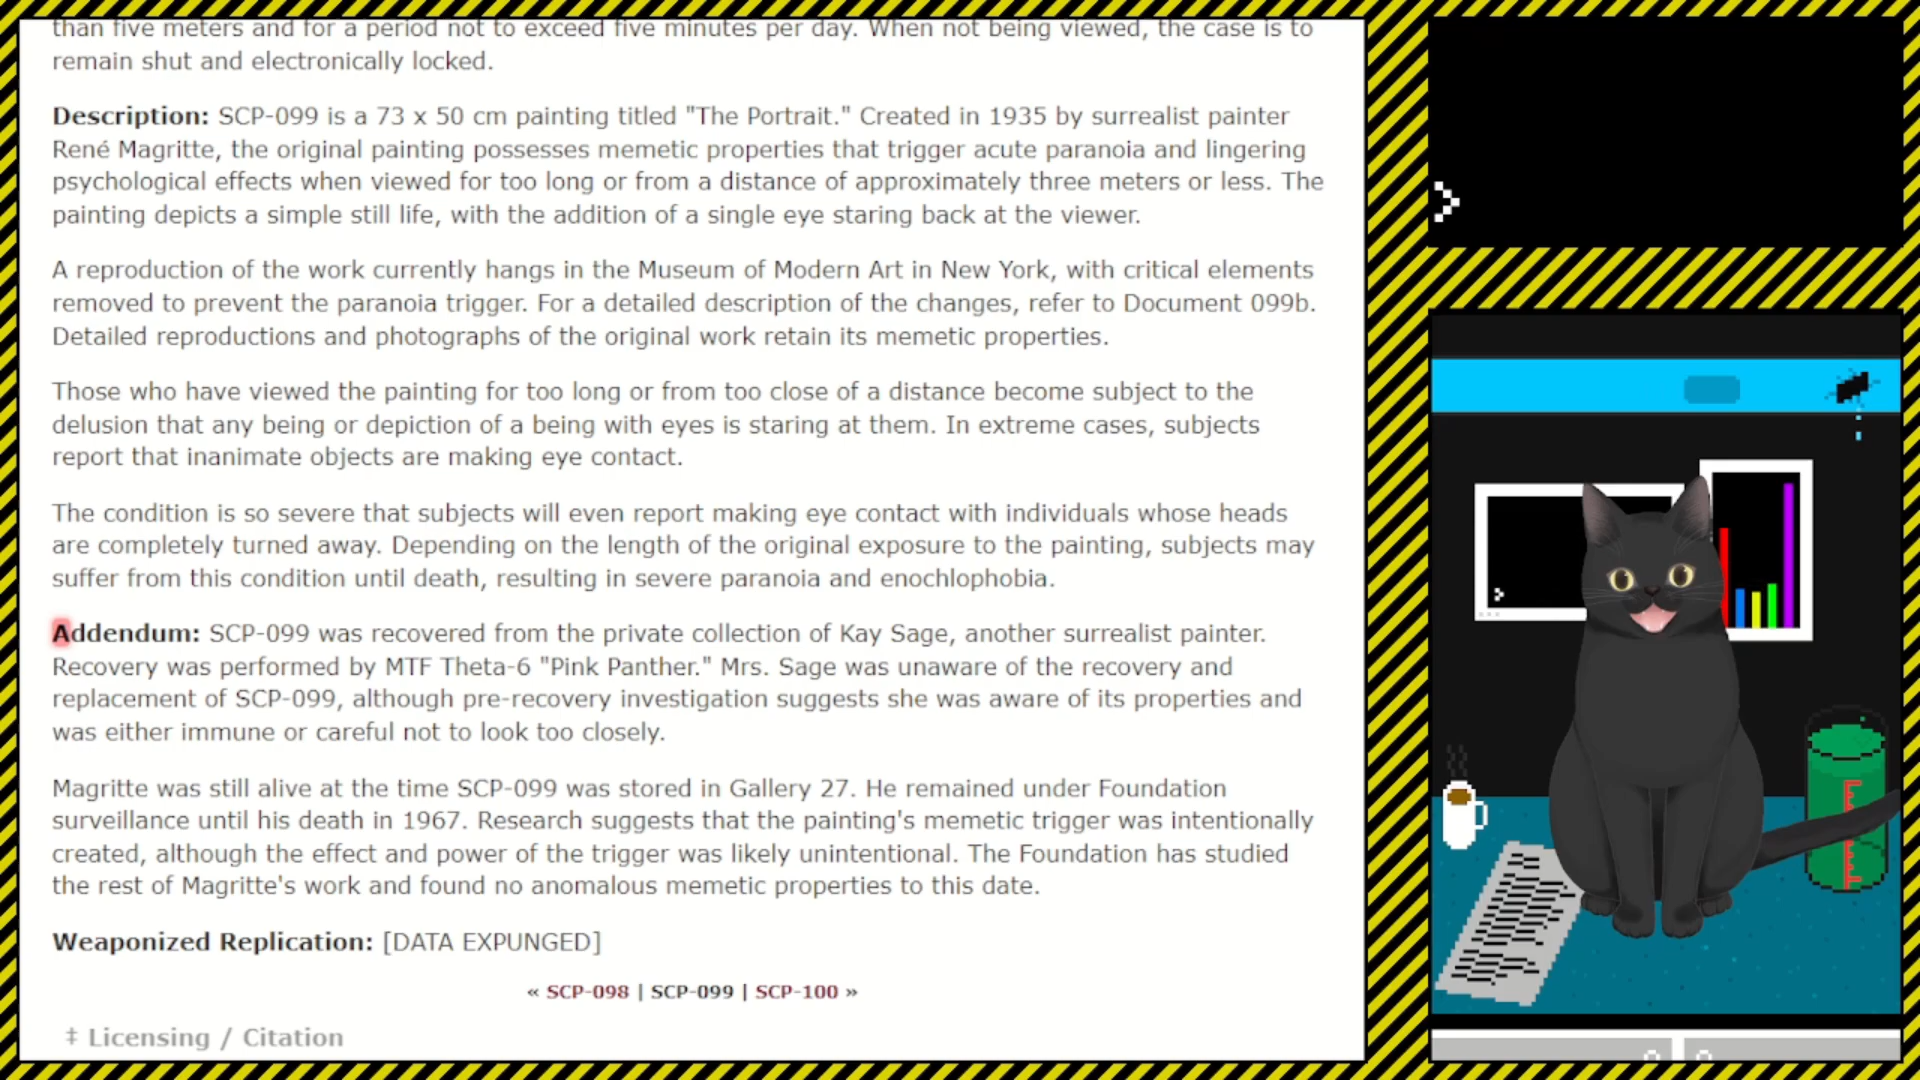 than five meters and for a period not to exceed five minutes per day. When not being viewed, the case is to
remain shut and electronically locked.
Description: SCP-099 is a 73 x 50 cm painting titled "The Portrait." Created in 1935 by surrealist painter
René Magritte, the original painting possesses memetic properties that trigger acute paranoia and lingering
psychological effects when viewed for too long or from a distance of approximately three meters or less. The
painting depicts a simple still life, with the addition of a single eye staring back at the viewer.
A reproduction of the work currently hangs in the Museum of Modern Art in New York, with critical elements
removed to prevent the paranoia trigger. For a detailed description of the changes, refer to Document 099b.
Detailed reproductions and photographs of the original work retain its memetic properties.
Those who have viewed the painting for too long or from too close of a distance become subject to the
delusion that any being or depiction of a being with eyes is staring at them. In extreme cases, subjects
report that inanimate objects are making eye contact.
The condition is so severe that subjects will even report making eye contact with individuals whose heads
are completely turned away. Depending on the length of the original exposure to the painting, subjects may
suffer from this condition until death, resulting in severe paranoia and enochlophobia.
Addendum: SCP-099 was recovered from the private collection of Kay Sage, another surrealist painter.
Recovery was performed by MTF Theta-6 "Pink Panther." Mrs. Sage was unaware of the recovery and
replacement of SCP-099, although pre-recovery investigation suggests she was aware of its properties and
was either immune or careful not to look too closely.
Magritte was still alive at the time SCP-099 was stored in Gallery 27. He remained under Foundation
surveillance until his death in 1967. Research suggests that the painting's memetic trigger was intentionally
created, although the effect and power of the trigger was likely unintentional. The Foundation has studied
the rest of Magritte's work and found no anomalous memetic properties to this date.
Weaponized Replication: [DATA EXPUNGED]
« SCP-098 | SCP-099 | SCP-100 »
‡ Licensing / Citation
>
>